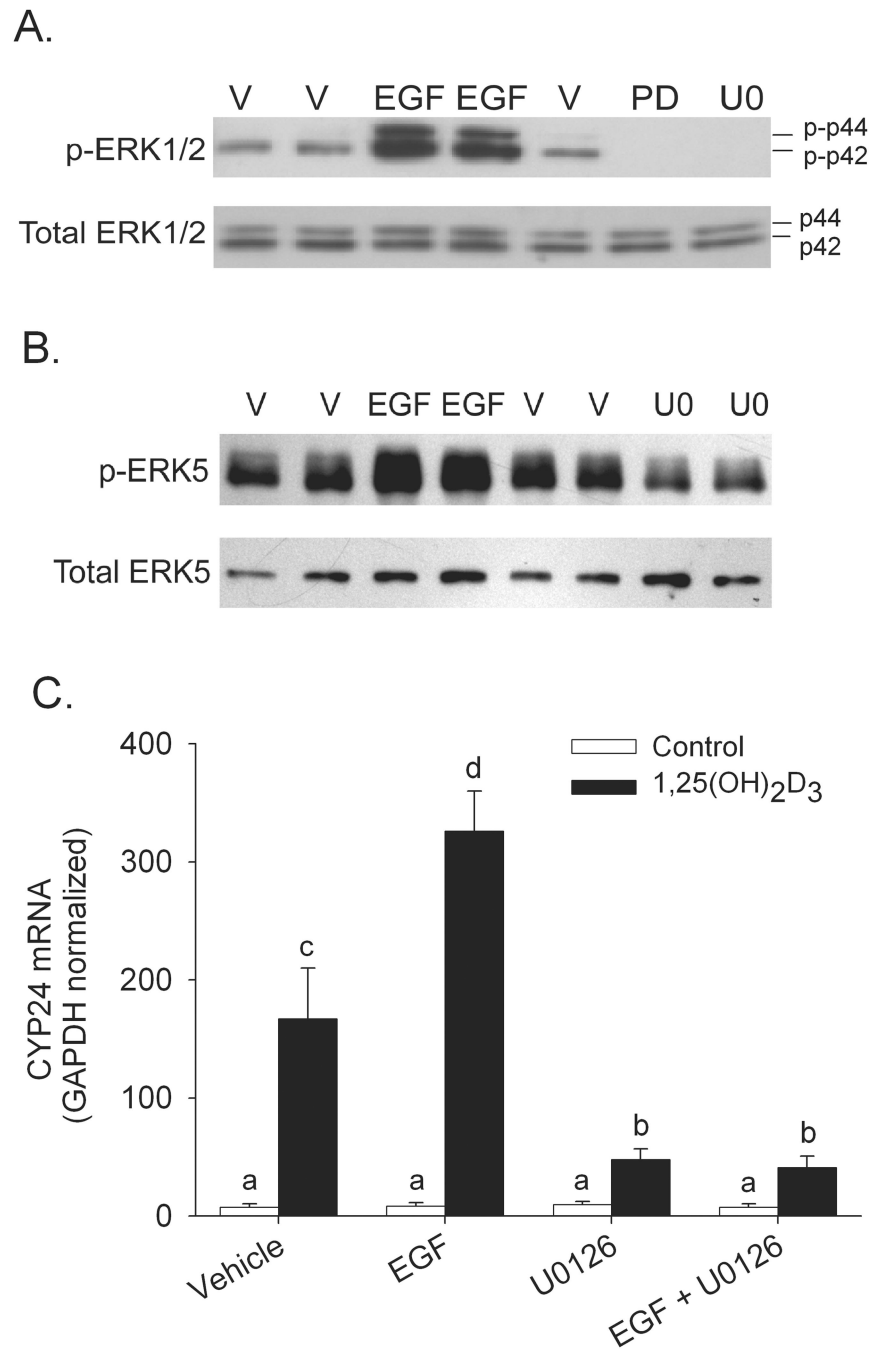 A.
V V EGF EGF V PD U0
p-ERK1/2
p-p44
p-p42
Total ERK1/2
p44
p42
B.
V V EGF EGF V V U0 U0
p-ERK5
Total ERK5
C.
400
300
200
100
0
CYP24 mRNA
(GAPDH normalized)
Control
1,25(OH)2D3
a c a d a b a b
Vehicle
EGF
U0126
EGF + U0126